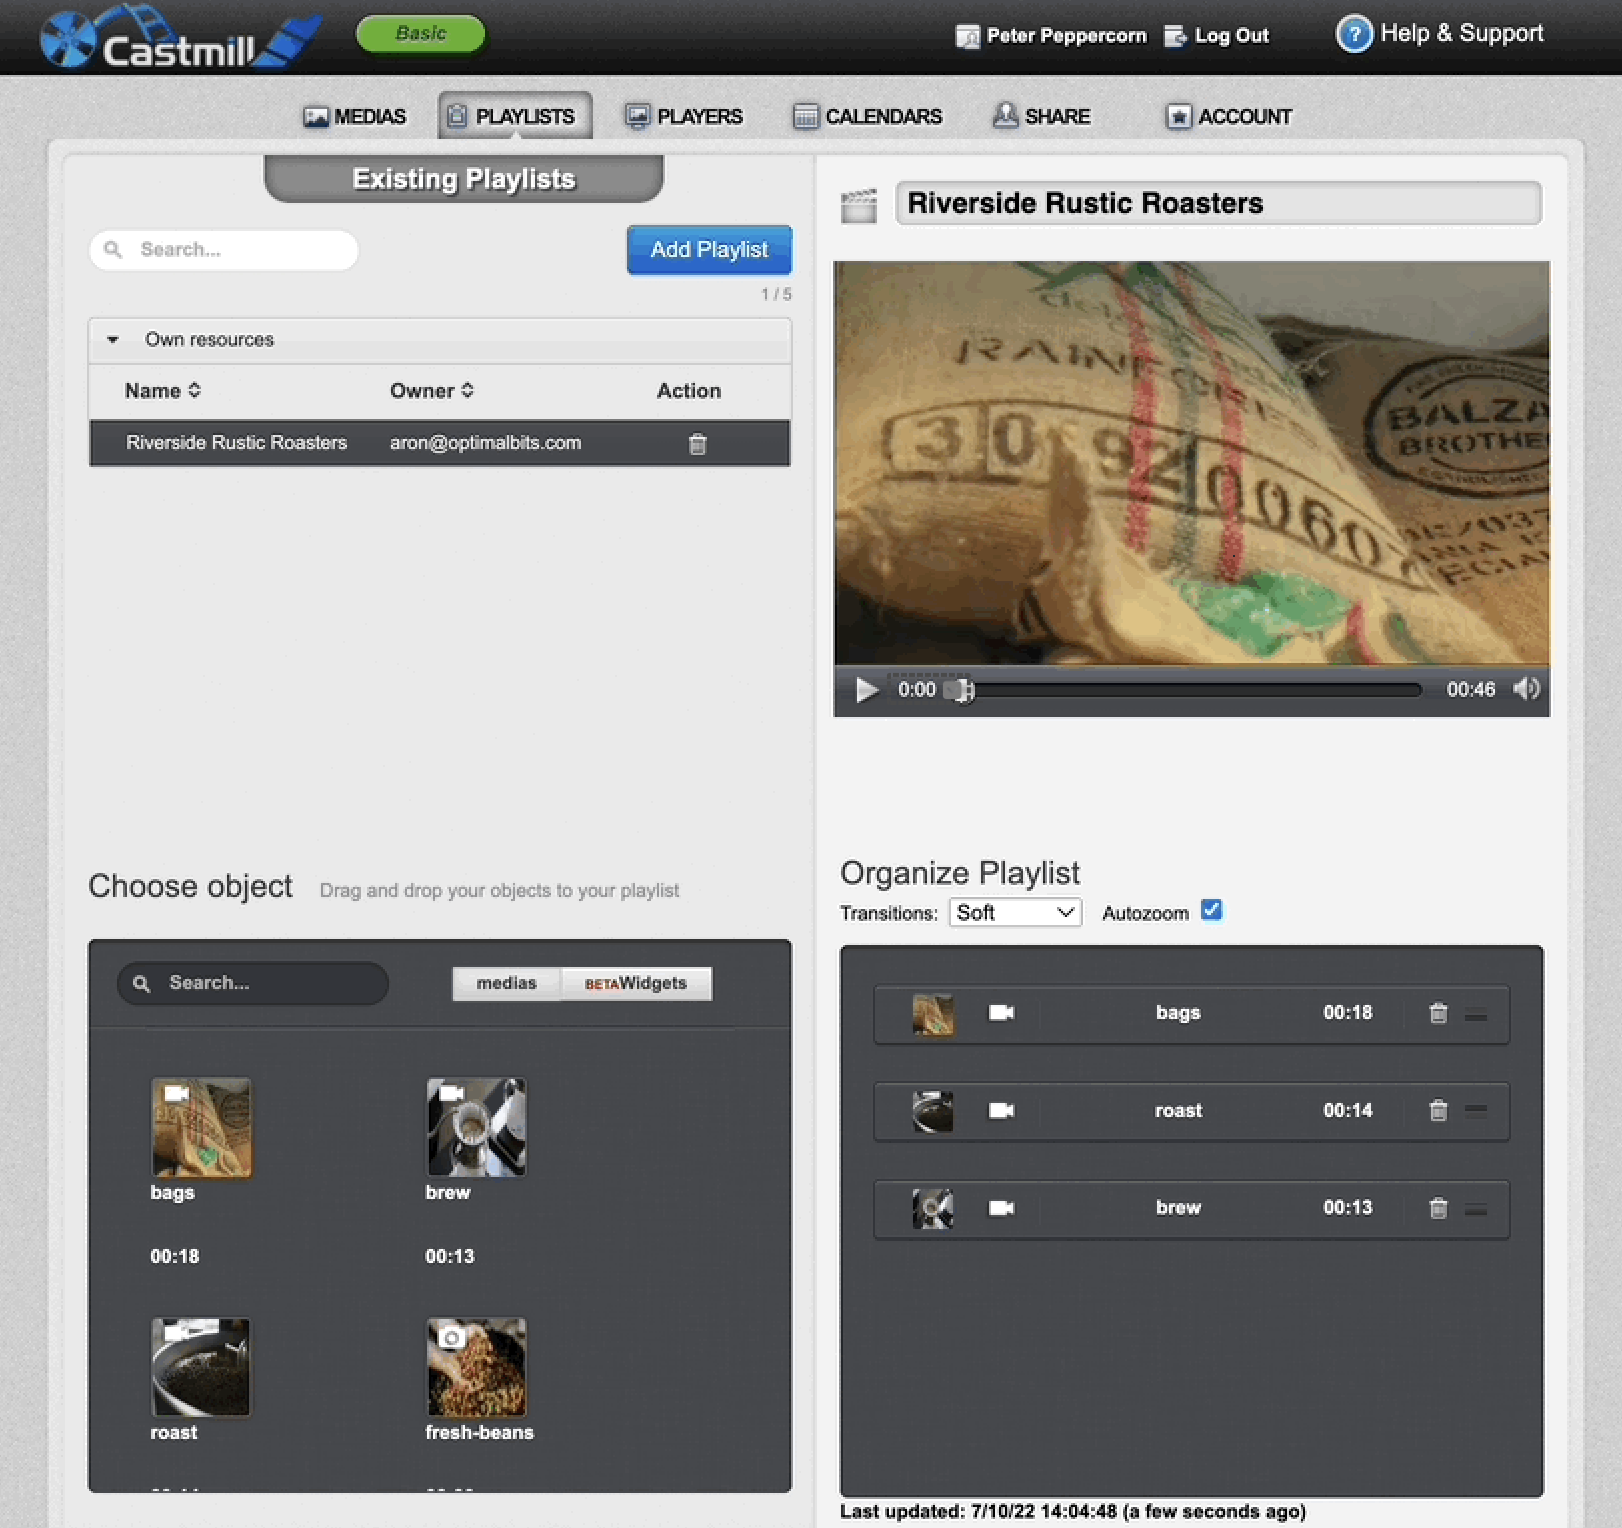 Castmill
Basic
Peter Peppercorn
Log Out
Help & Support
MEDIAS
PLAYLISTS
PLAYERS
CALENDARS
SHARE
ACCOUNT
Existing Playlists
Search...
Add Playlist
1 / 5
Own resources
Name Owner Action
Riverside Rustic Roasters aron@optimalbits.com
Riverside Rustic Roasters
30 920060
BROTHE
0:00 00:46
Choose object Drag and drop your objects to your playlist
Search...
medias BETAWidgets
bags brew
00:18 00:13
roast fresh-beans
Organize Playlist
Transitions: Soft Autozoom
bags 00:18
roast 00:14
brew 00:13
Last updated: 7/10/22 14:04:48 (a few seconds ago)